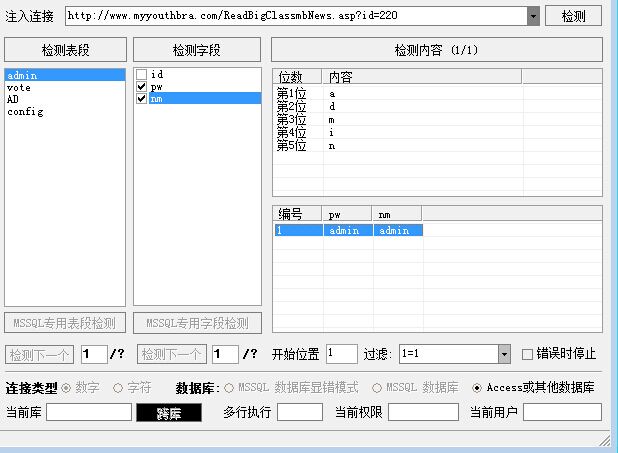 注入连接 http://www.myyouthbra.com/ReadBigClassmbNews.asp?id=220 检测
检测表段 检测字段 检测内容 (1/1)
admin
vote
AD
config
id
pw
nm
位数 内容
第1位 a
第2位 d
第3位 m
第4位 i
第5位 n
编号 pw nm
1 admin admin
MSSQL专用表段检测 MSSQL专用字段检测
检测下一个 1 /? 检测下一个 1 /? 开始位置 1 过滤: 1=1 错误时停止
连接类型 数字 字符 数据库: MSSQL 数据库显错模式 MSSQL 数据库 Access或其他数据库
当前库 跨库 多行执行 当前权限 当前用户